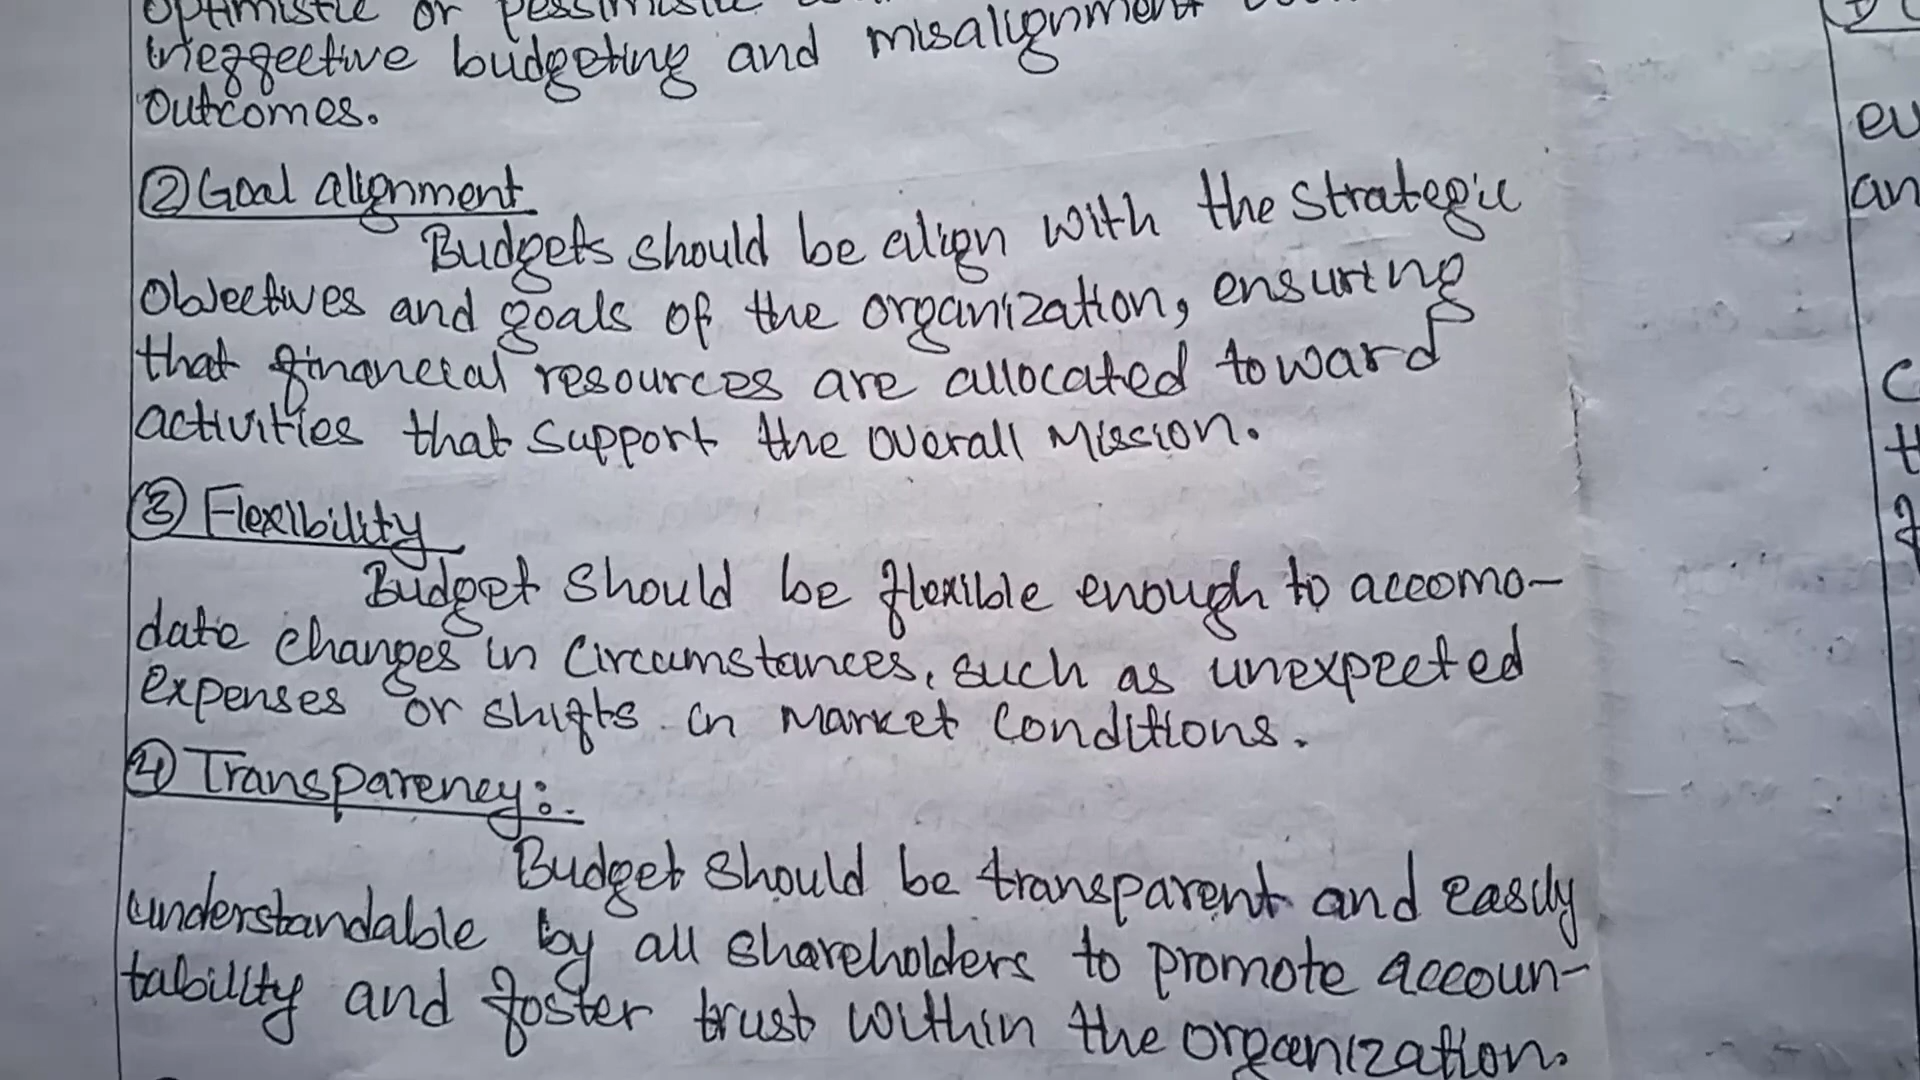 optimistic or pessimistic
ineffective budgeting and misalignment
outcomes.
② Goal alignment
Budgets should be align with the strategic
objectives and goals of the organization, ensuring
that financial resources are allocated toward
activities that support the overall mission.
③ Flexibility
Budget should be flexible enough to accomo-
date changes in circumstances, such as unexpected
expenses or shifts in market conditions.
④ Transparency:-
Budget should be transparent and easily
understandable by all shareholders to promote accoun-
tability and foster trust within the organization.